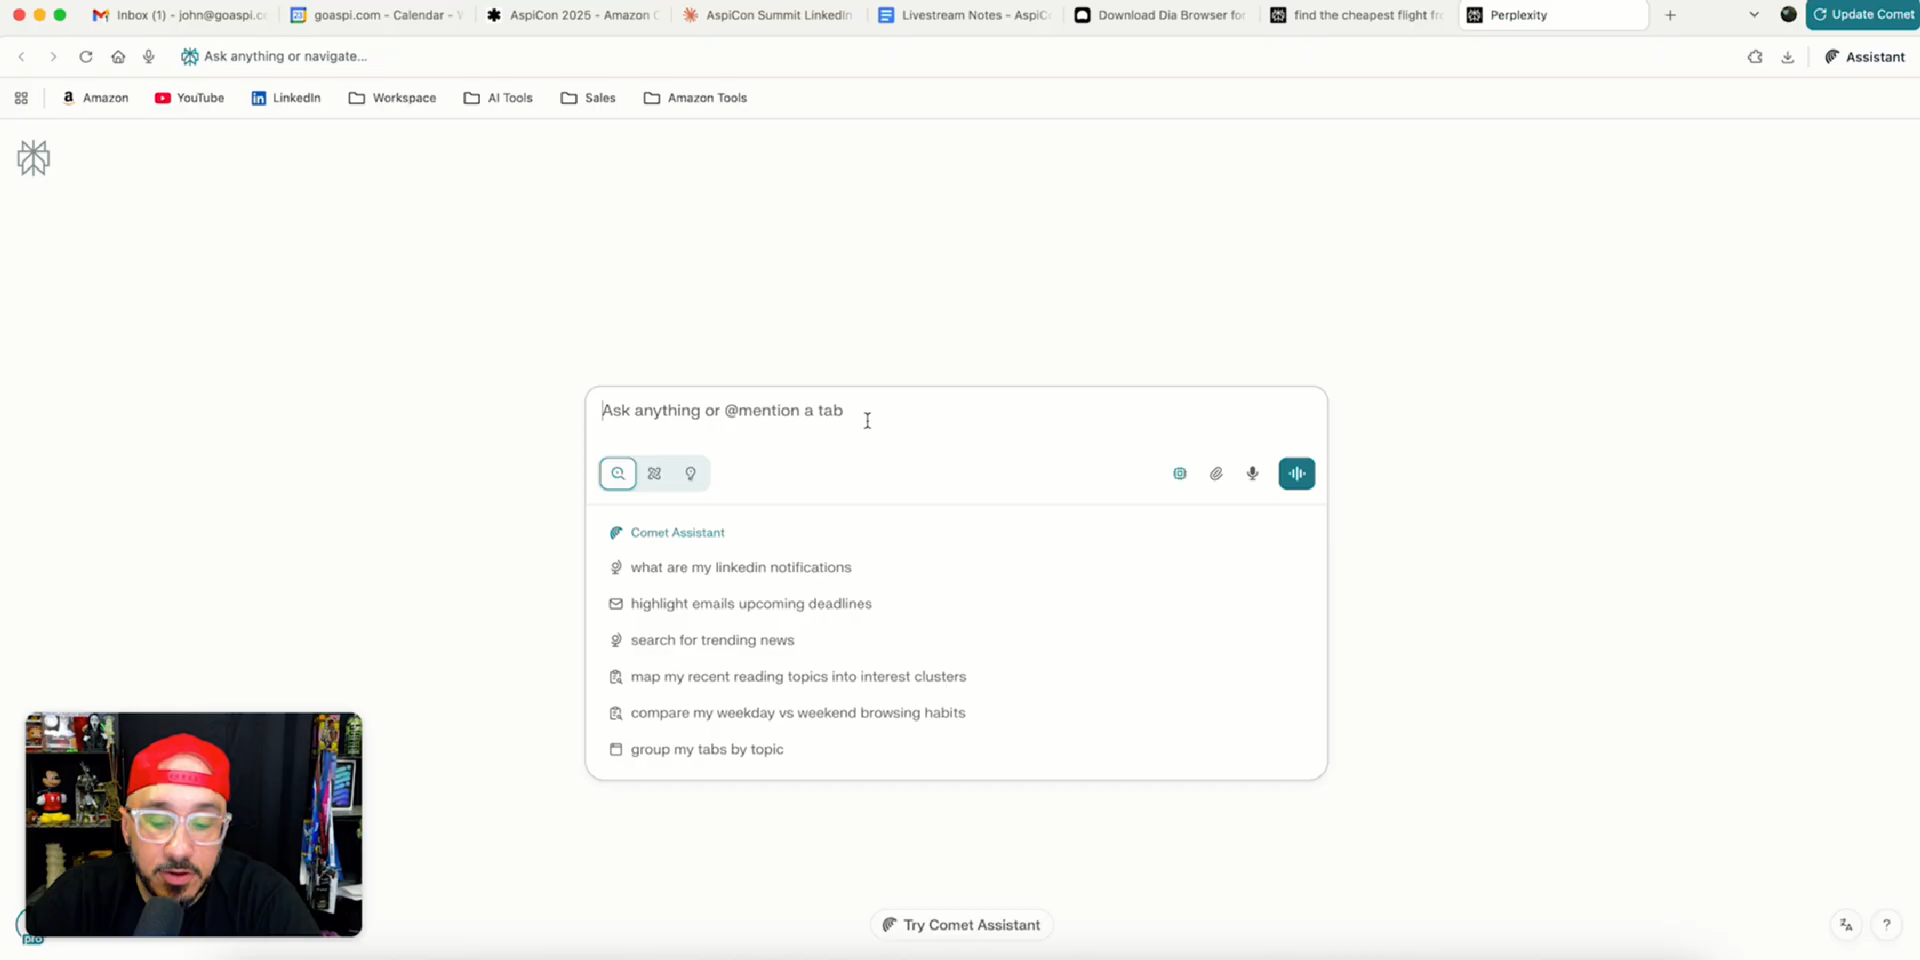 Inbox (1) - john@goaspi.cc
goaspi.com - Calendar -
AspiCon 2025 - Amazon
AspiCon Summit LinkedIn
Livestream Notes - AspiC
Download Dia Browser for
find the cheapest flight fr
Perplexity
Update Comet
Ask anything or navigate...
Assistant
Amazon
YouTube
LinkedIn
Workspace
AI Tools
Sales
Amazon Tools
Ask anything or @mention a tab
Comet Assistant
what are my linkedin notifications
highlight emails upcoming deadlines
search for trending news
map my recent reading topics into interest clusters
compare my weekday vs weekend browsing habits
group my tabs by topic
pro
Try Comet Assistant
?